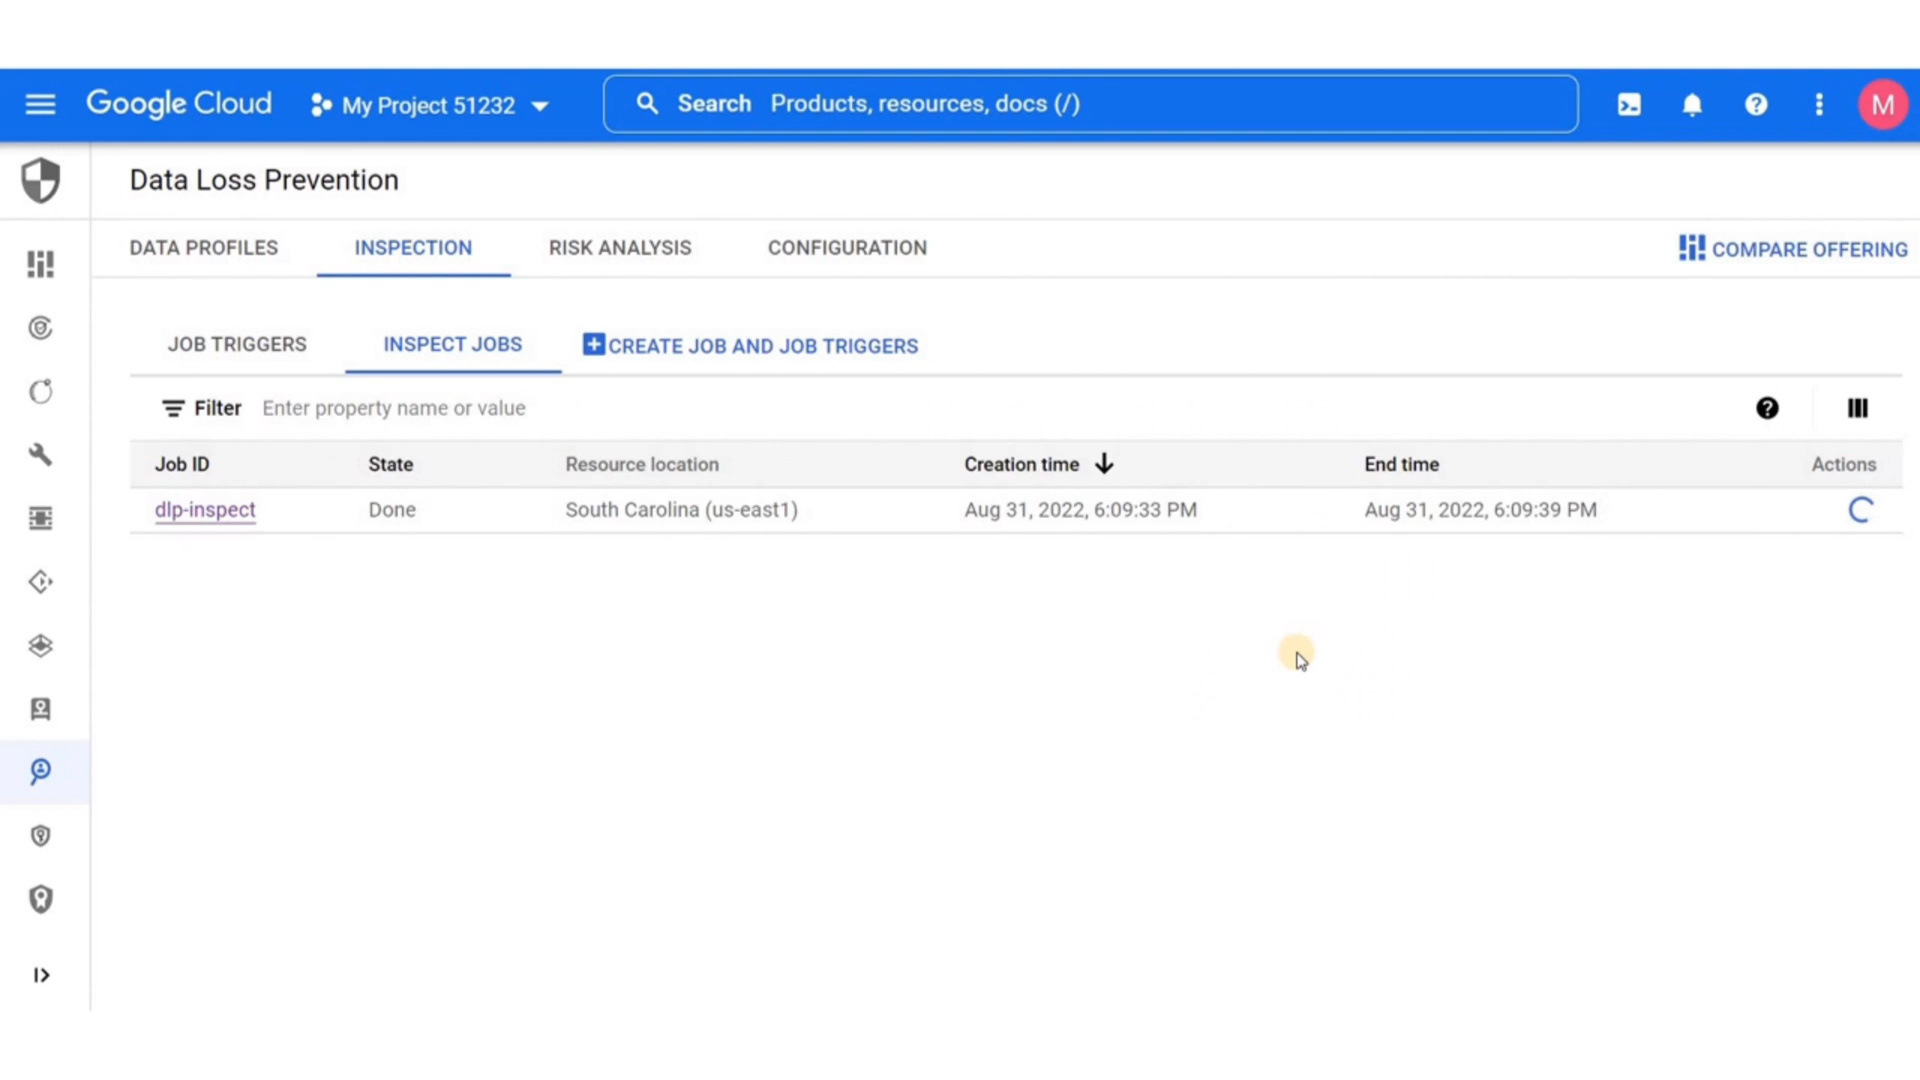 Google Cloud My Project 51232 Search Products, resources, docs (/) M
Data Loss Prevention
DATA PROFILES INSPECTION RISK ANALYSIS CONFIGURATION COMPARE OFFERING
JOB TRIGGERS INSPECT JOBS CREATE JOB AND JOB TRIGGERS
Filter Enter property name or value
Job ID State Resource location Creation time End time Actions
dlp-inspect Done South Carolina (us-east1) Aug 31, 2022, 6:09:33 PM Aug 31, 2022, 6:09:39 PM